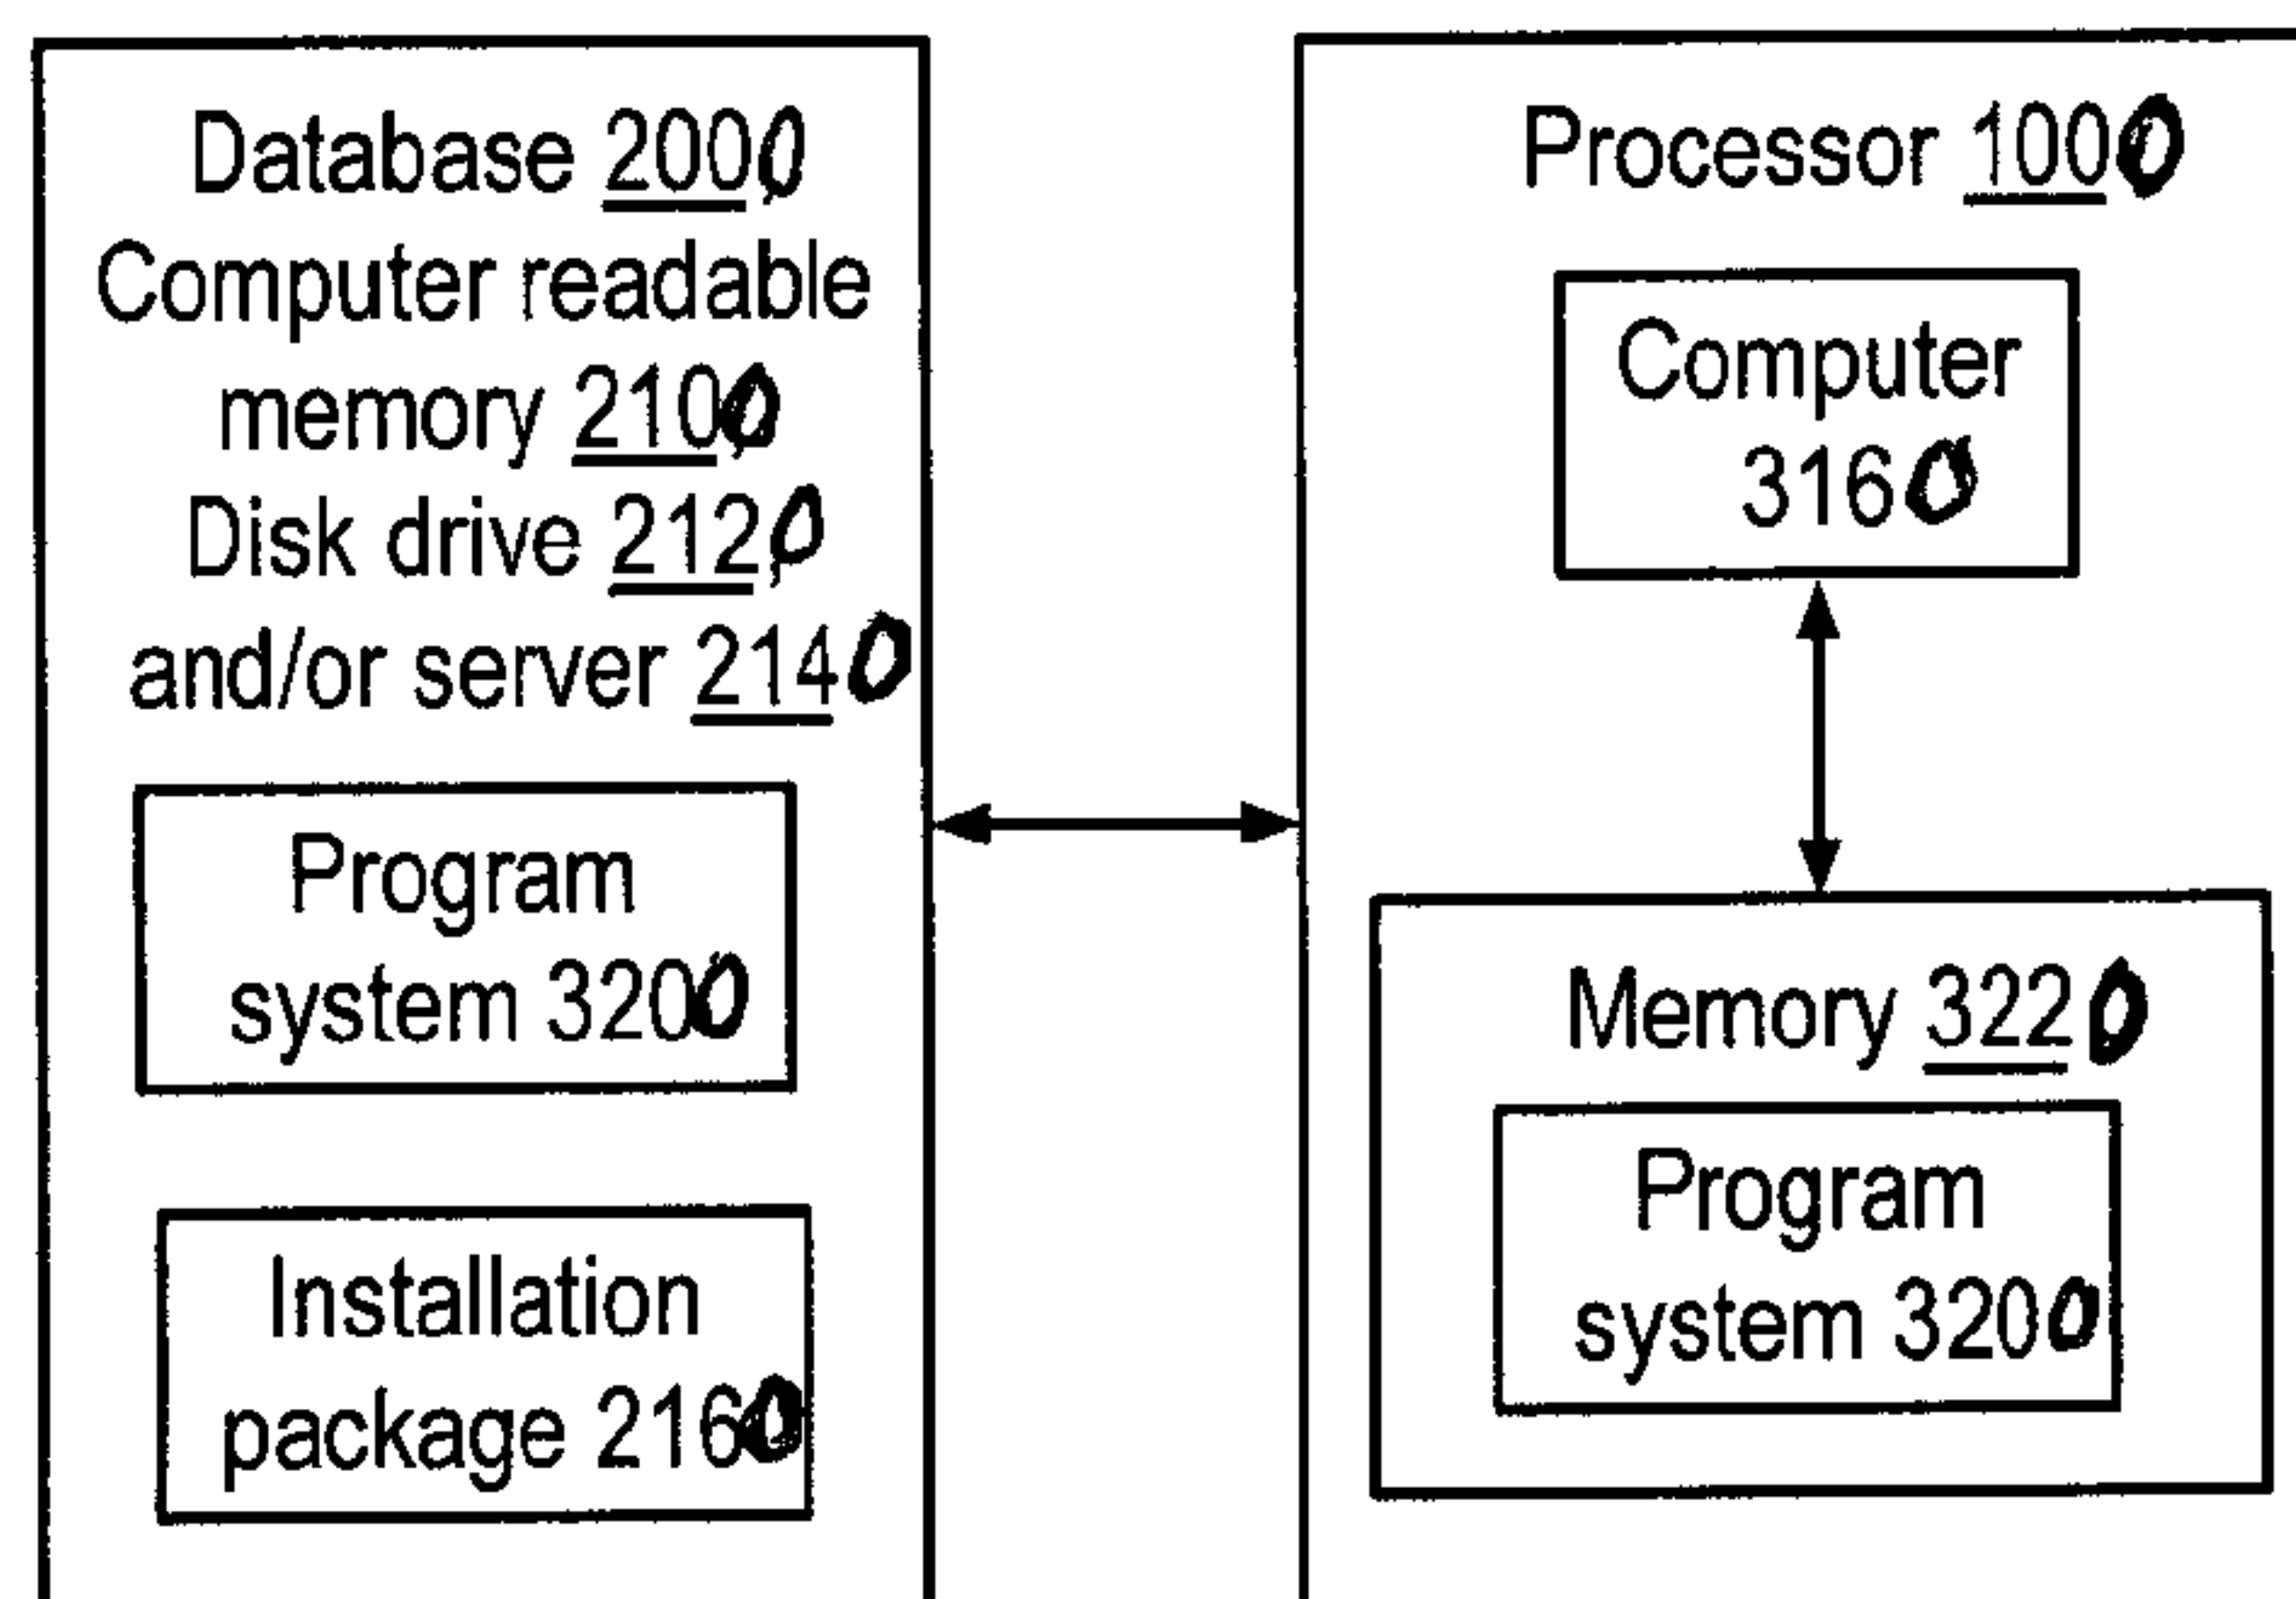 Database 2000
Computer readable
memory 2100
Disk drive 2120
and/or server 2140
Program
system 3200
Installation
package 2160
Processor 1000
Computer
3160
Memory 3220
Program
system 3200